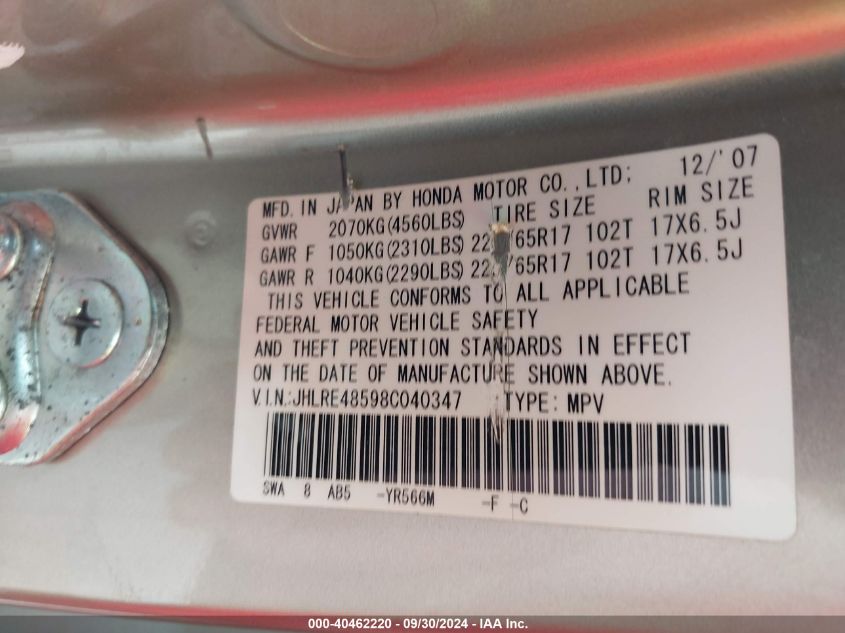 12/'07
MFD. IN JAPAN BY HONDA MOTOR CO.,LTD;
GVWR 2070KG(4560LBS) TIRE SIZE RIM SIZE
GAWR F 1050KG(2310LBS) 22 /65R17 102T 17X6.5J
GAWR R 1040KG(2290LBS) 22 /65R17 102T 17X6.5J
THIS VEHICLE CONFORMS TO ALL APPLICABLE
FEDERAL MOTOR VEHICLE SAFETY
AND THEFT PREVENTION STANDARDS IN EFFECT
ON THE DATE OF MANUFACTURE SHOWN ABOVE.
V.I.N.:JHLRE48598C040347 TYPE: MPV
SWA 8 AB5 -YR566M -F -C
000-40462220 - 09/30/2024 - IAA Inc.